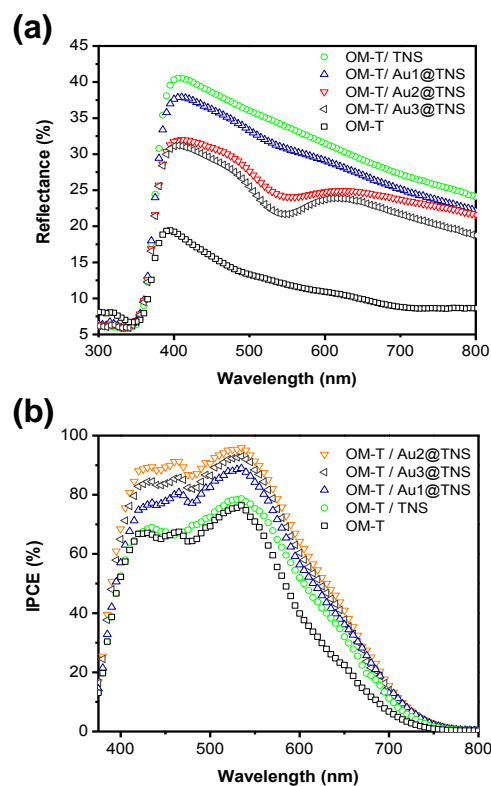 (a)
45
40
35
30
25
20
15
10
5
Reflectance (%)
OM-T/ TNS
OM-T/ Au1@TNS
OM-T/ Au2@TNS
OM-T/ Au3@TNS
OM-T
300 400 500 600 700 800
Wavelength (nm)
(b)
100
80
60
40
20
0
IPCE (%)
OM-T / Au2@TNS
OM-T / Au3@TNS
OM-T / Au1@TNS
OM-T / TNS
OM-T
400 500 600 700 800
Wavelength (nm)